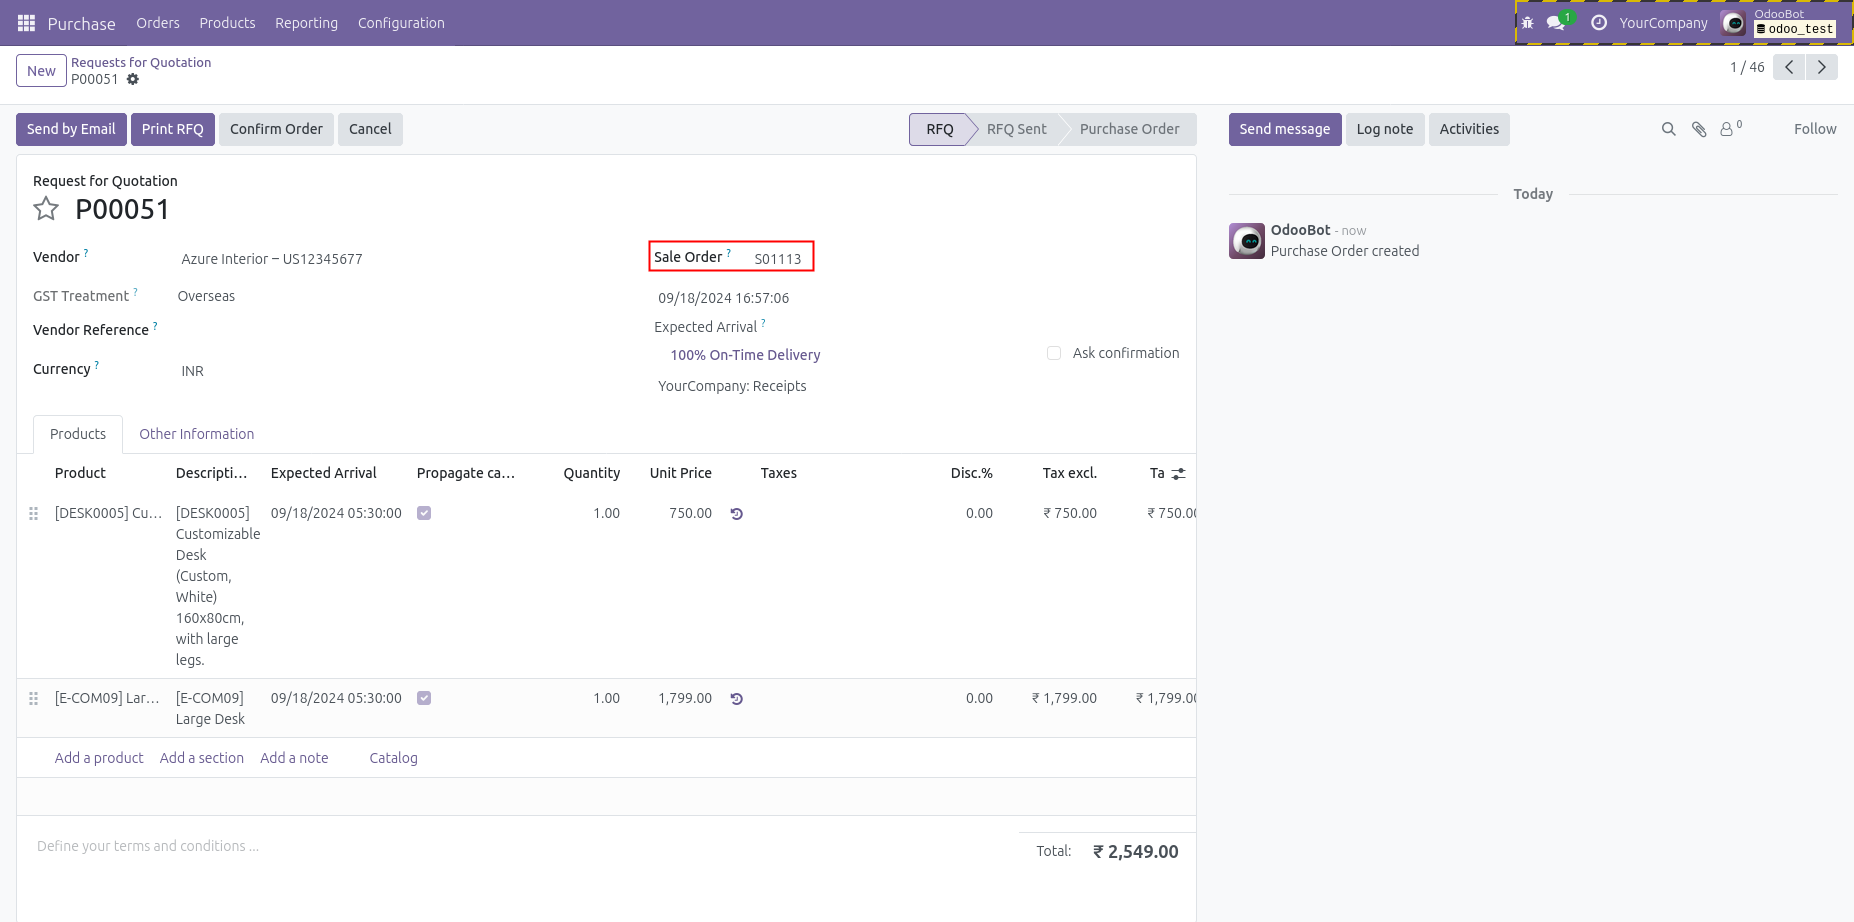 Purchase Orders Products Reporting Configuration
1 YourCompany OdooBot
odoo_test
New Requests for Quotation
P00051
1 / 46
Send by Email Print RFQ Confirm Order Cancel RFQ RFQ Sent Purchase Order
Send message Log note Activities 0 Follow
Request for Quotation
P00051
Vendor ? Azure Interior – US12345677
Sale Order ? S01113
GST Treatment ? Overseas
09/18/2024 16:57:06
Vendor Reference ?
Expected Arrival ?
100% On-Time Delivery
Ask confirmation
Currency ? INR
YourCompany: Receipts
Today
OdooBot - now
Purchase Order created
Products Other Information
Product Descripti... Expected Arrival Propagate ca... Quantity Unit Price Taxes Disc.% Tax excl. Ta
[DESK0005] Cu... [DESK0005] 09/18/2024 05:30:00 1.00 750.00 0.00 ₹ 750.00 ₹ 750.00
Customizable
Desk
(Custom,
White)
160x80cm,
with large
legs.
[E-COM09] Lar... [E-COM09] 09/18/2024 05:30:00 1.00 1,799.00 0.00 ₹ 1,799.00 ₹ 1,799.00
Large Desk
Add a product Add a section Add a note Catalog
Define your terms and conditions ...
Total: ₹ 2,549.00